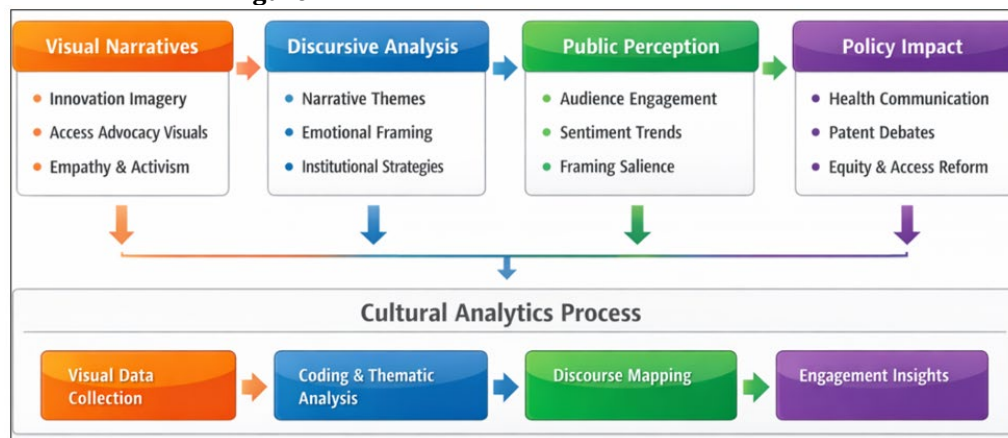 Visual Narratives
Innovation Imagery
Access Advocacy Visuals
Empathy & Activism
Discursive Analysis
Narrative Themes
Emotional Framing
Institutional Strategies
Public Perception
Audience Engagement
Sentiment Trends
Framing Salience
Policy Impact
Health Communication
Patent Debates
Equity & Access Reform
Cultural Analytics Process
Visual Data
Collection
Coding & Thematic
Analysis
Discourse Mapping
Engagement Insights